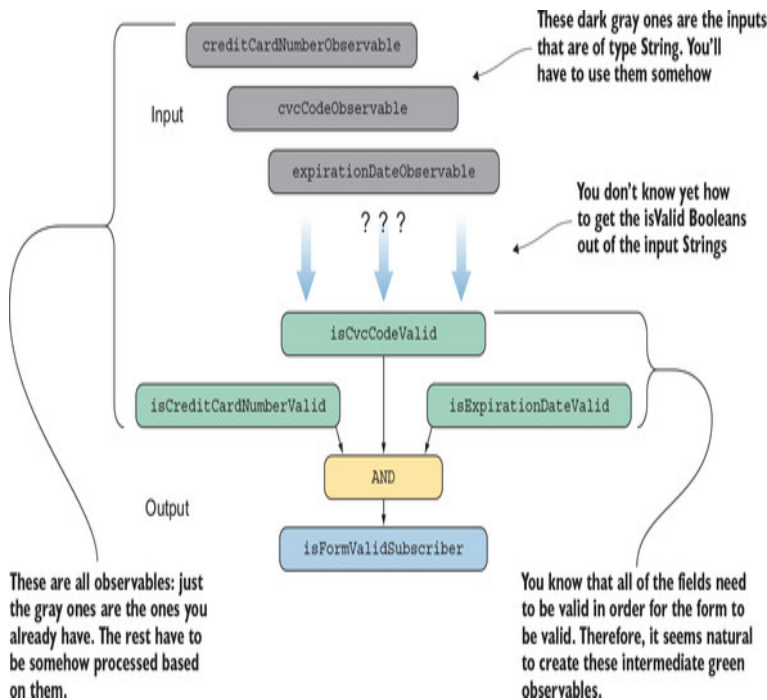 creditCardNumberObservable
These dark gray ones are the inputs
that are of type String. You'll
have to use them somehow
Input
cvcCodeObservable
expirationDateObservable
? ? ?
You don't know yet how
to get the isValid Booleans
out of the input Strings
isCvcCodeValid
isCreditCardNumberValid
isExpirationDateValid
AND
Output
isFormValidSubscriber
These are all observables: just
the gray ones are the ones you
already have. The rest have to
be somehow processed based
on them.
You know that all of the fields need
to be valid in order for the form to
be valid. Therefore, it seems natural
to create these intermediate green
observables.